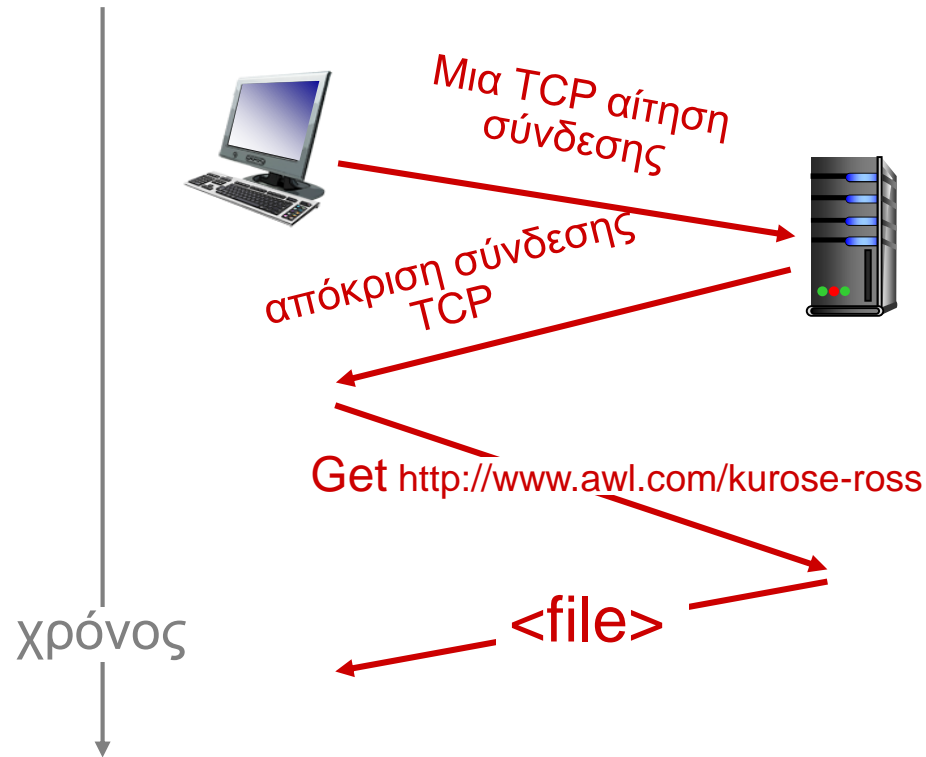 Μια TCP αίτηση
σύνδεσης
απόκριση σύνδεσης
TCP
Get http://www.awl.com/kurose-ross
<file>
χρόνος